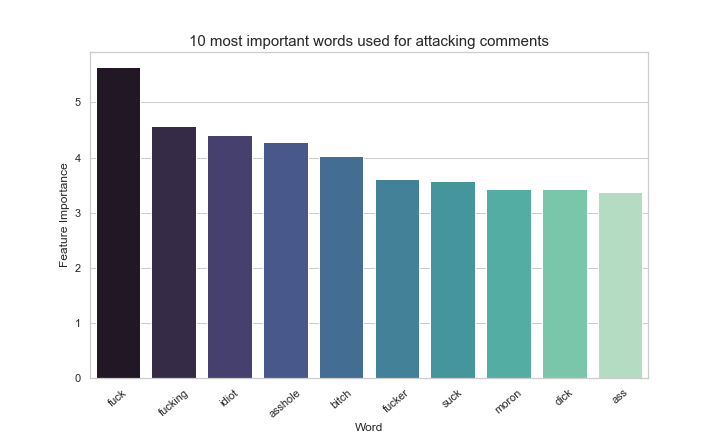 10 most important words used for attacking comments
5
4
3
2
1
0
Feature Importance
fuck
fucking
idiot
asshole
bitch
fucker
suck
moron
dick
ass
Word